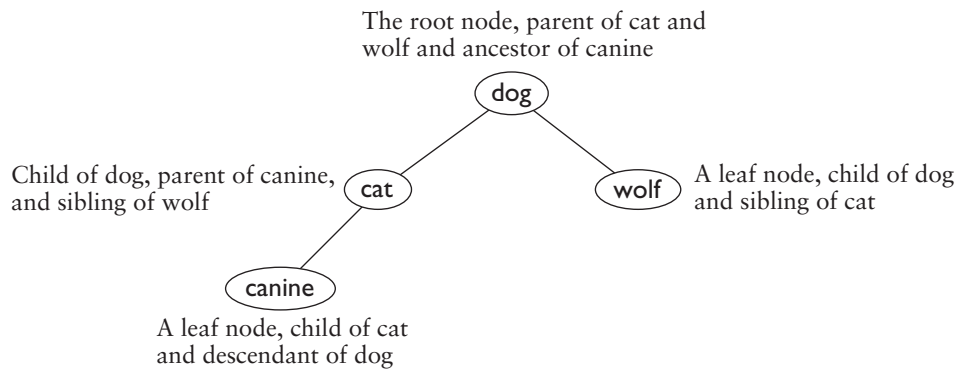 The root node, parent of cat and
wolf and ancestor of canine
dog
Child of dog, parent of canine,
and sibling of wolf
cat
wolf
A leaf node, child of dog
and sibling of cat
canine
A leaf node, child of cat
and descendant of dog